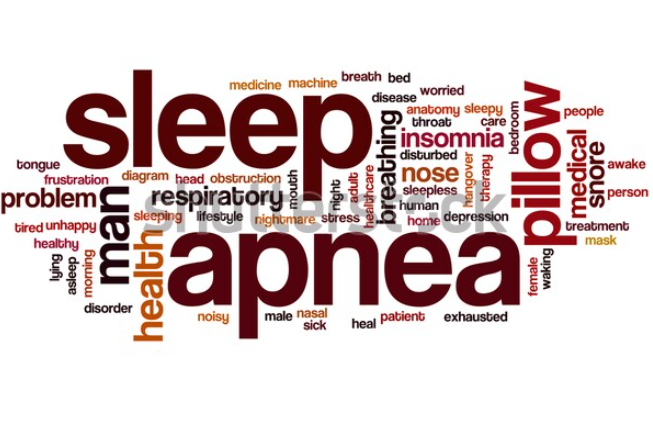 sleep
apnea
pillow
man
health
problem
respiratory
breathing
insomnia
nose
medical
snore
medicine
machine
breath
bed
disease
worried
anatomy
sleepy
throat
care
bedroom
people
disturbed
sleepless
hangover
therapy
human
home
depression
awake
person
treatment
mask
female
waking
tongue
frustration
diagram
head
obstruction
mouth
right
adult
healthcare
tired
unhappy
sleeping
lifestyle
nightmare
stress
healthy
lying
asleep
morning
disorder
noisy
male
nasal
sick
heal
patient
exhausted
shutterstock